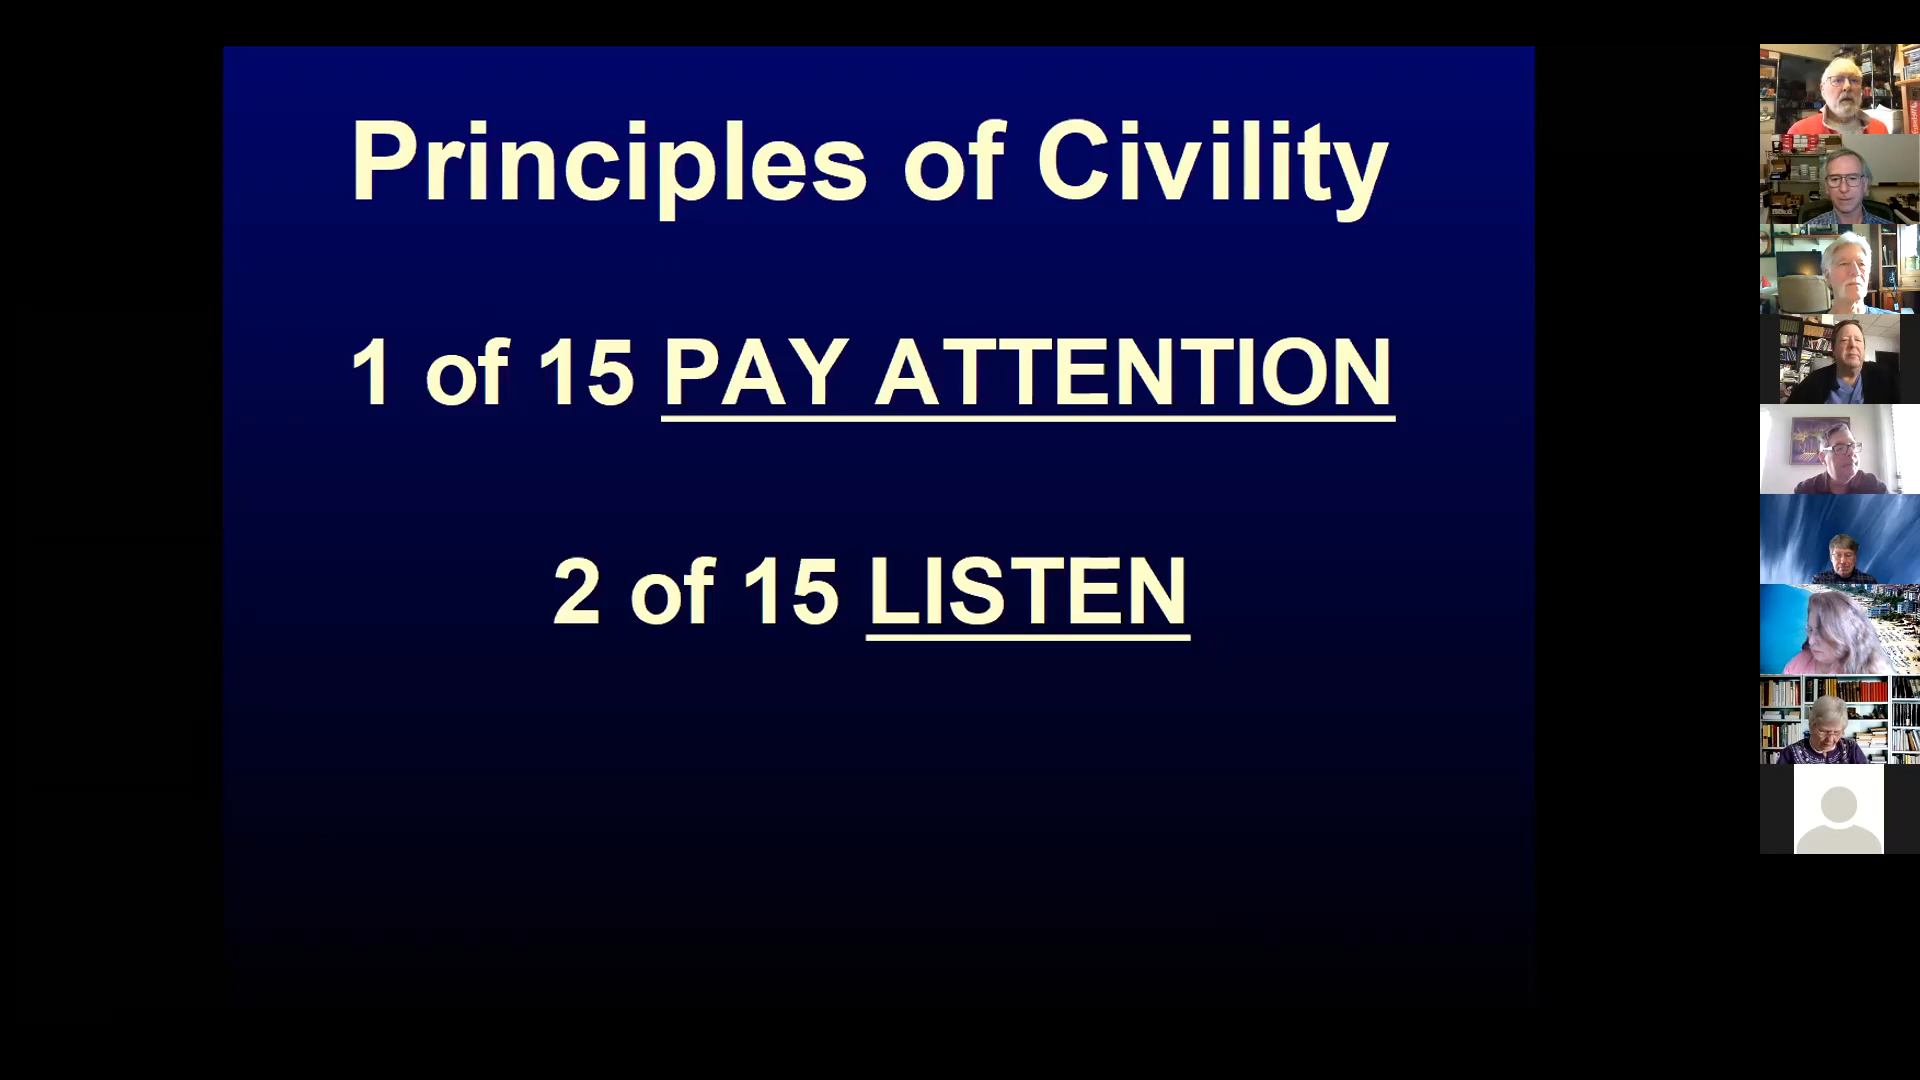 Principles of Civility
1 of 15 PAY ATTENTION
2 of 15 LISTEN